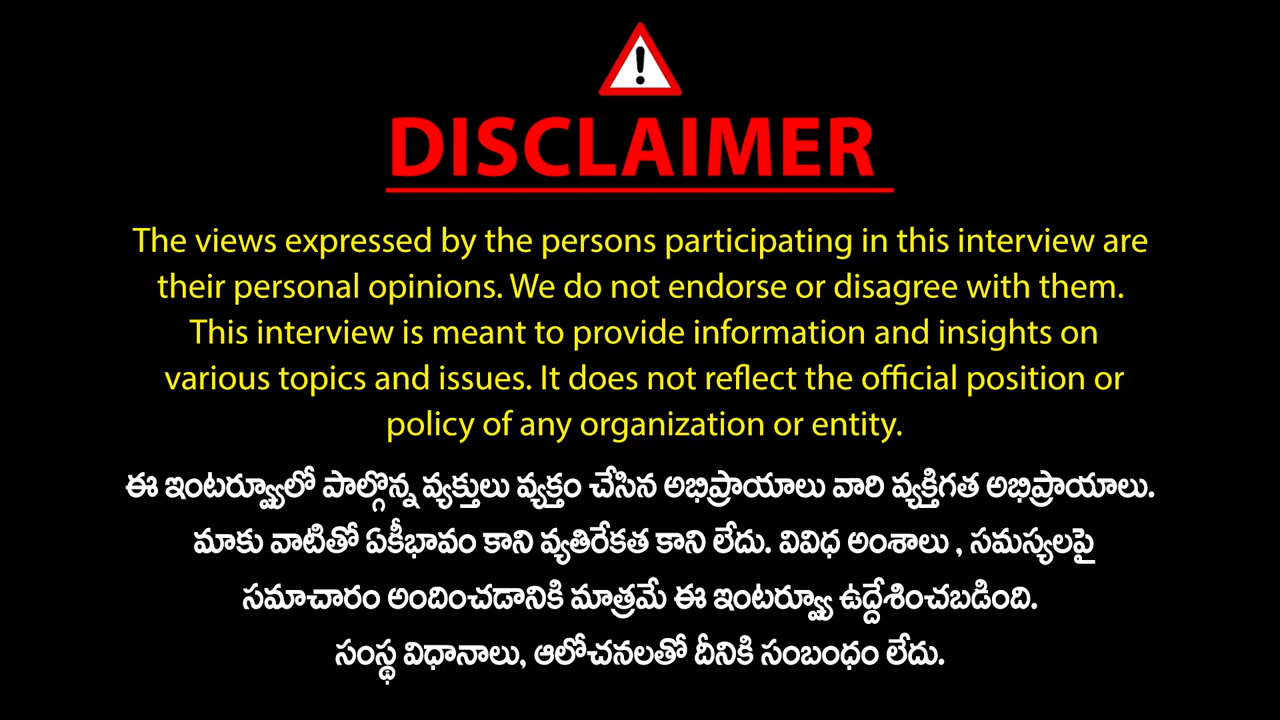 DISCLAIMER
The views expressed by the persons participating in this interview are
their personal opinions. We do not endorse or disagree with them.
This interview is meant to provide information and insights on
various topics and issues. It does not reflect the official position or
policy of any organization or entity.
ఈ ఇంటర్వ్యూలో పాల్గొన్న వ్యక్తులు వ్యక్తం చేసిన అభిప్రాయాలు వారి వ్యక్తిగత అభిప్రాయాలు.
మాకు వాటితో ఏకీభావం కాని వ్యతిరేకత కాని లేదు. వివిధ అంశాలు , సమస్యలపై
సమాచారం అందించడానికి మాత్రమే ఈ ఇంటర్వ్యూ ఉద్దేశించబడింది.
సంస్థ విధానాలు, ఆలోచనలతో దీనికి సంబంధం లేదు.